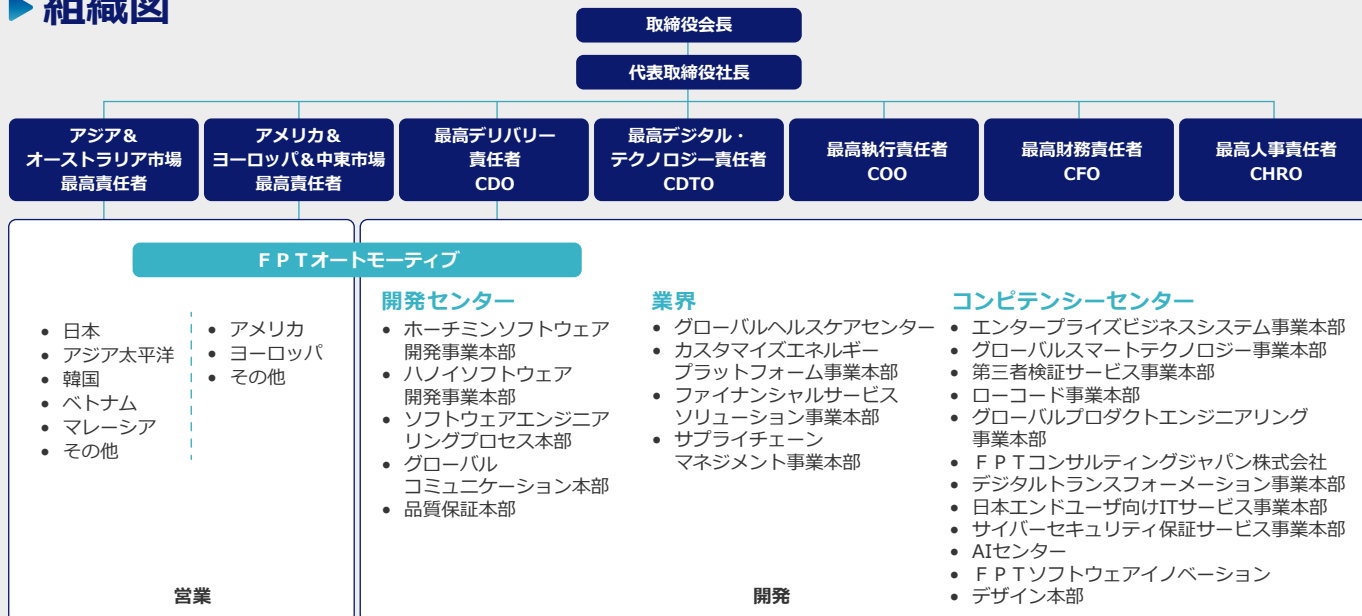 組織図
取締役会長
代表取締役社長
アジア&
オーストラリア市場
最高責任者
アメリカ&
ヨーロッパ&中東市場
最高責任者
最高デリバリー
責任者
CDO
最高デジタル・
テクノロジー責任者
CDTO
最高執行責任者
COO
最高財務責任者
CFO
最高人事責任者
CHRO
ＦＰＴオートモーティブ
• 日本
• アジア太平洋
• 韓国
• ベトナム
• マレーシア
• その他
• アメリカ
• ヨーロッパ
• その他
営業
開発センター
• ホーチミンソフトウェア
開発事業本部
• ハノイソフトウェア
開発事業本部
• ソフトウェアエンジニア
リングプロセス本部
• グローバル
コミュニケーション本部
• 品質保証本部
業界
• グローバルヘルスケアセンター
• カスタマイズエネルギー
プラットフォーム事業本部
• ファイナンシャルサービス
ソリューション事業本部
• サプライチェーン
マネジメント事業本部
コンピテンシーセンター
• エンタープライズビジネスシステム事業本部
• グローバルスマートテクノロジー事業本部
• 第三者検証サービス事業本部
• ローコード事業本部
• グローバルプロダクトエンジニアリング
事業本部
• ＦＰＴコンサルティングジャパン株式会社
• デジタルトランスフォーメーション事業本部
• 日本エンドユーザ向けITサービス事業本部
• サイバーセキュリティ保証サービス事業本部
• AIセンター
• ＦＰＴソフトウェアイノベーション
• デザイン本部
開発